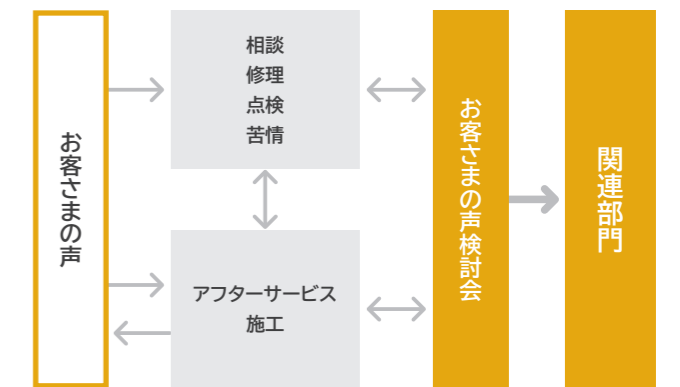 お客さまの声
相談
修理
点検
苦情
アフターサービス
施工
お客さまの声検討会
関連部門